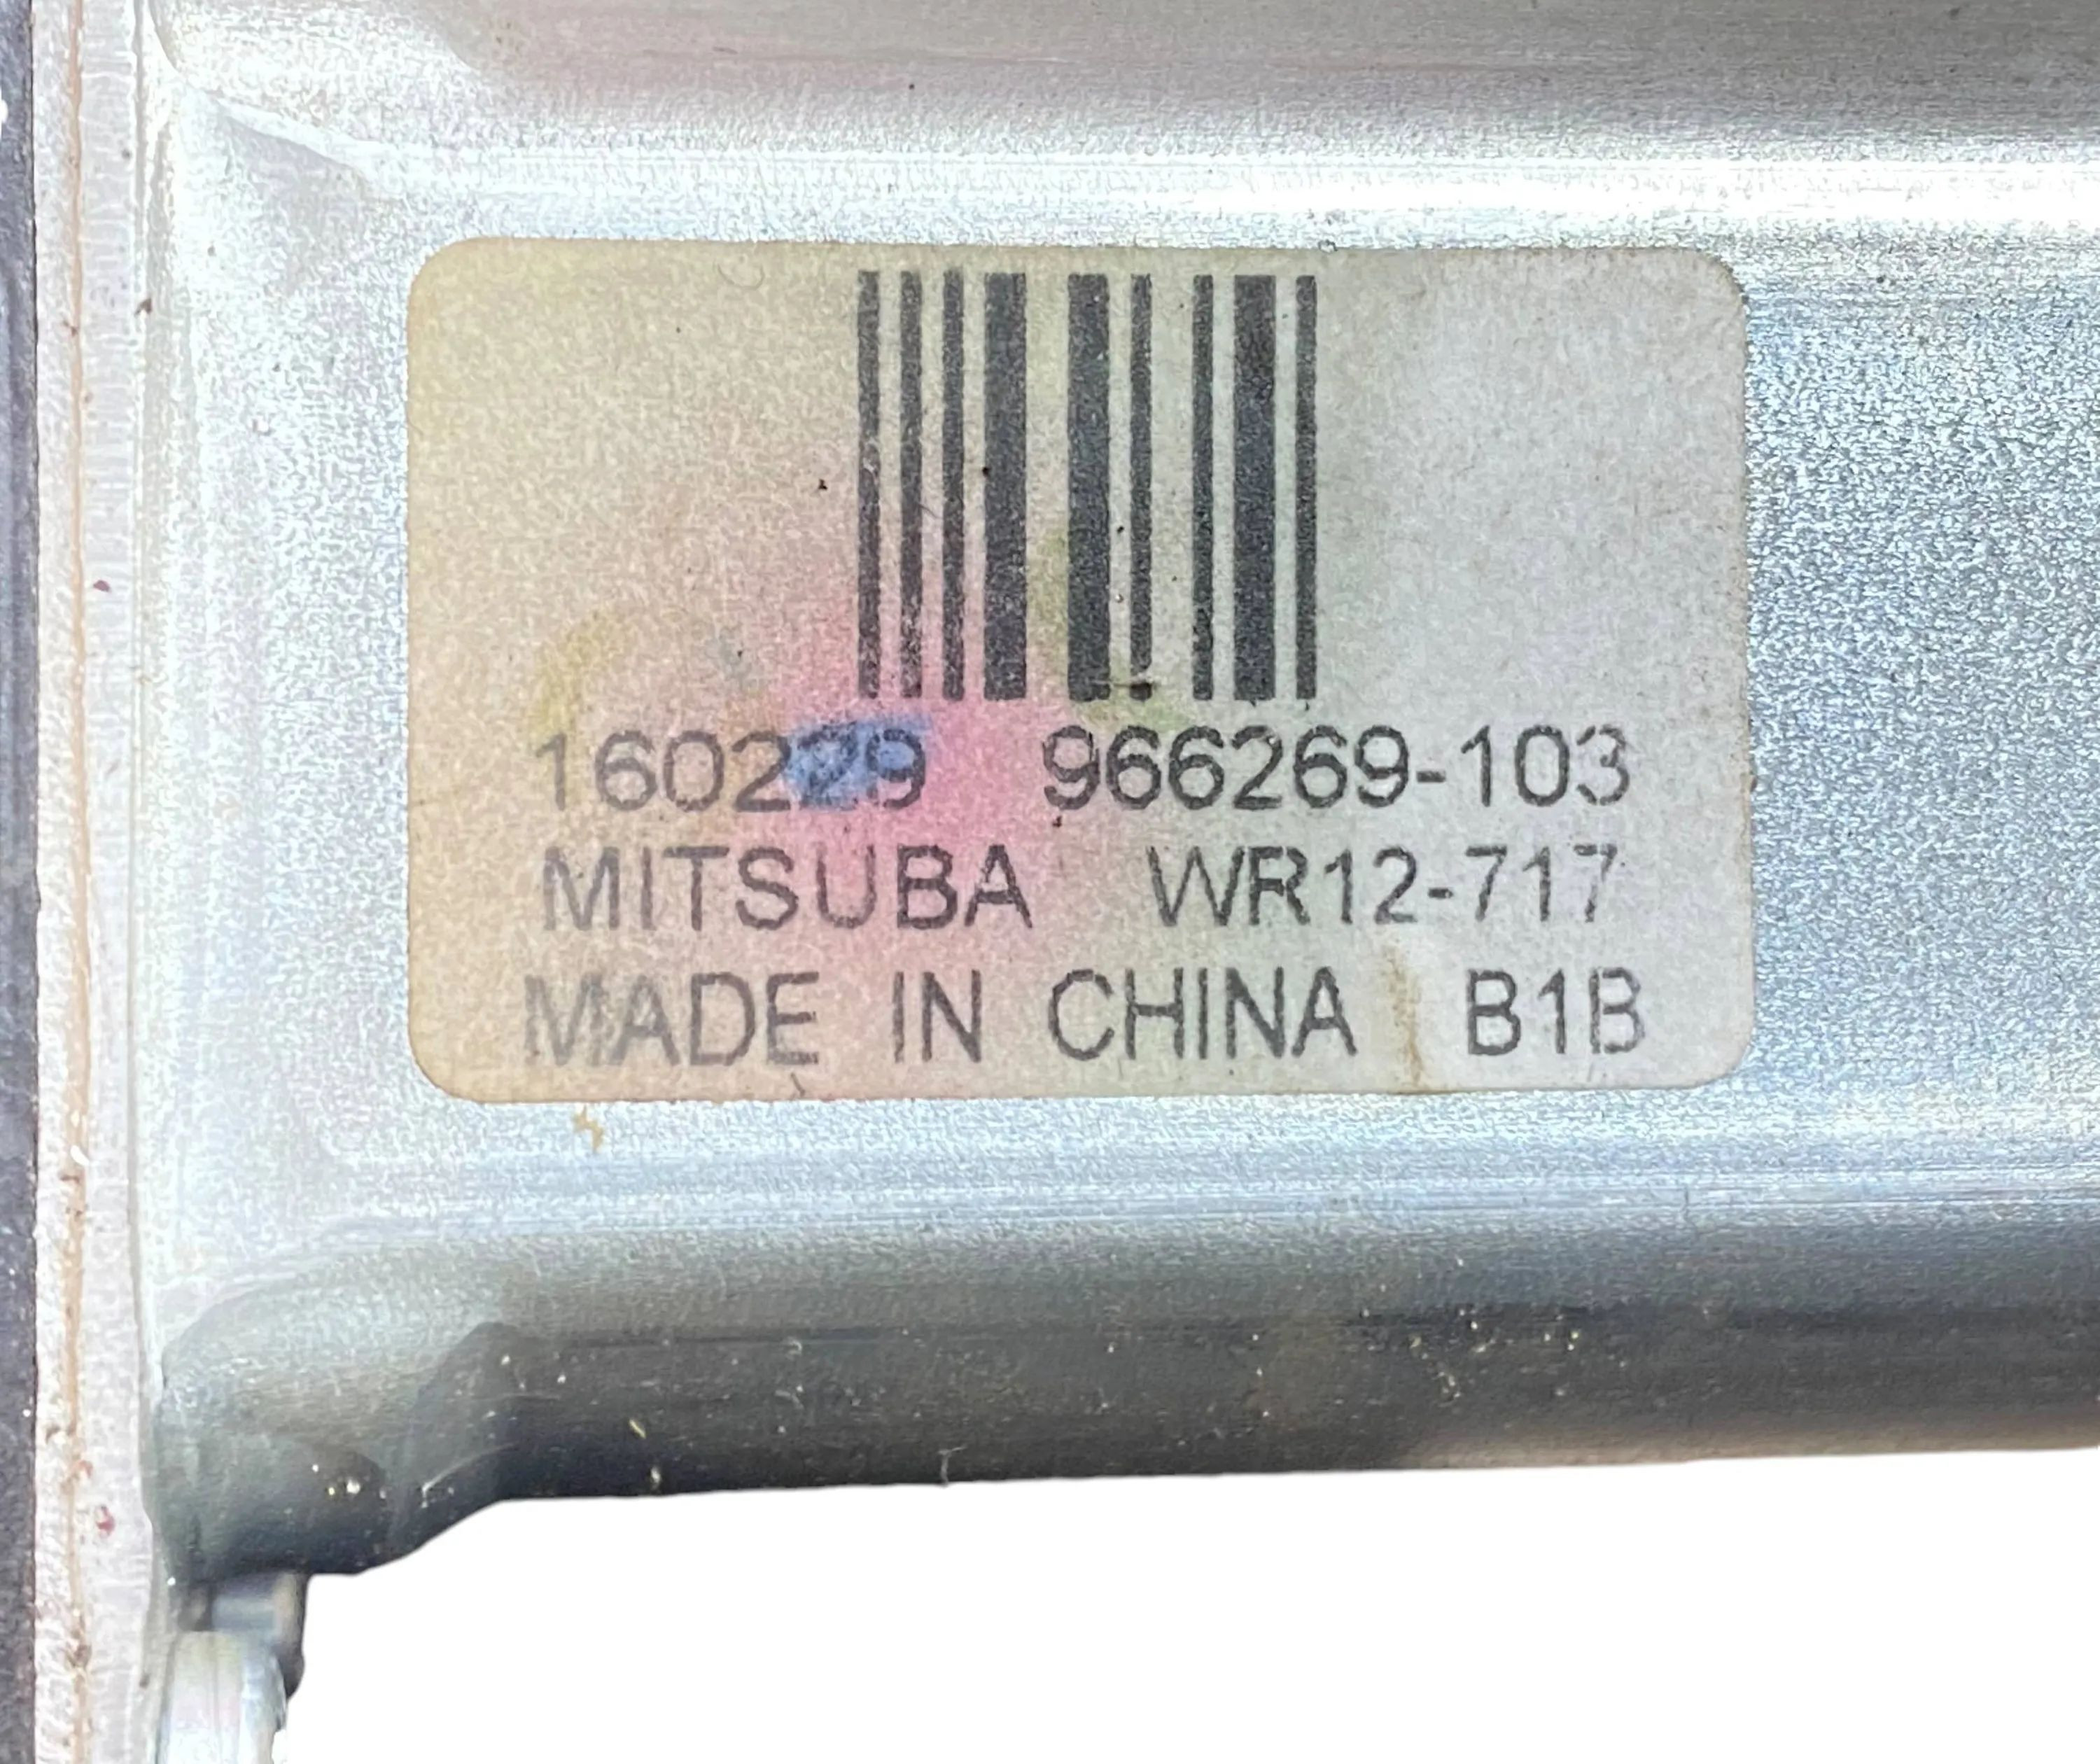 160229 966269-103
MITSUBA WR12-717
MADE IN CHINA B1B